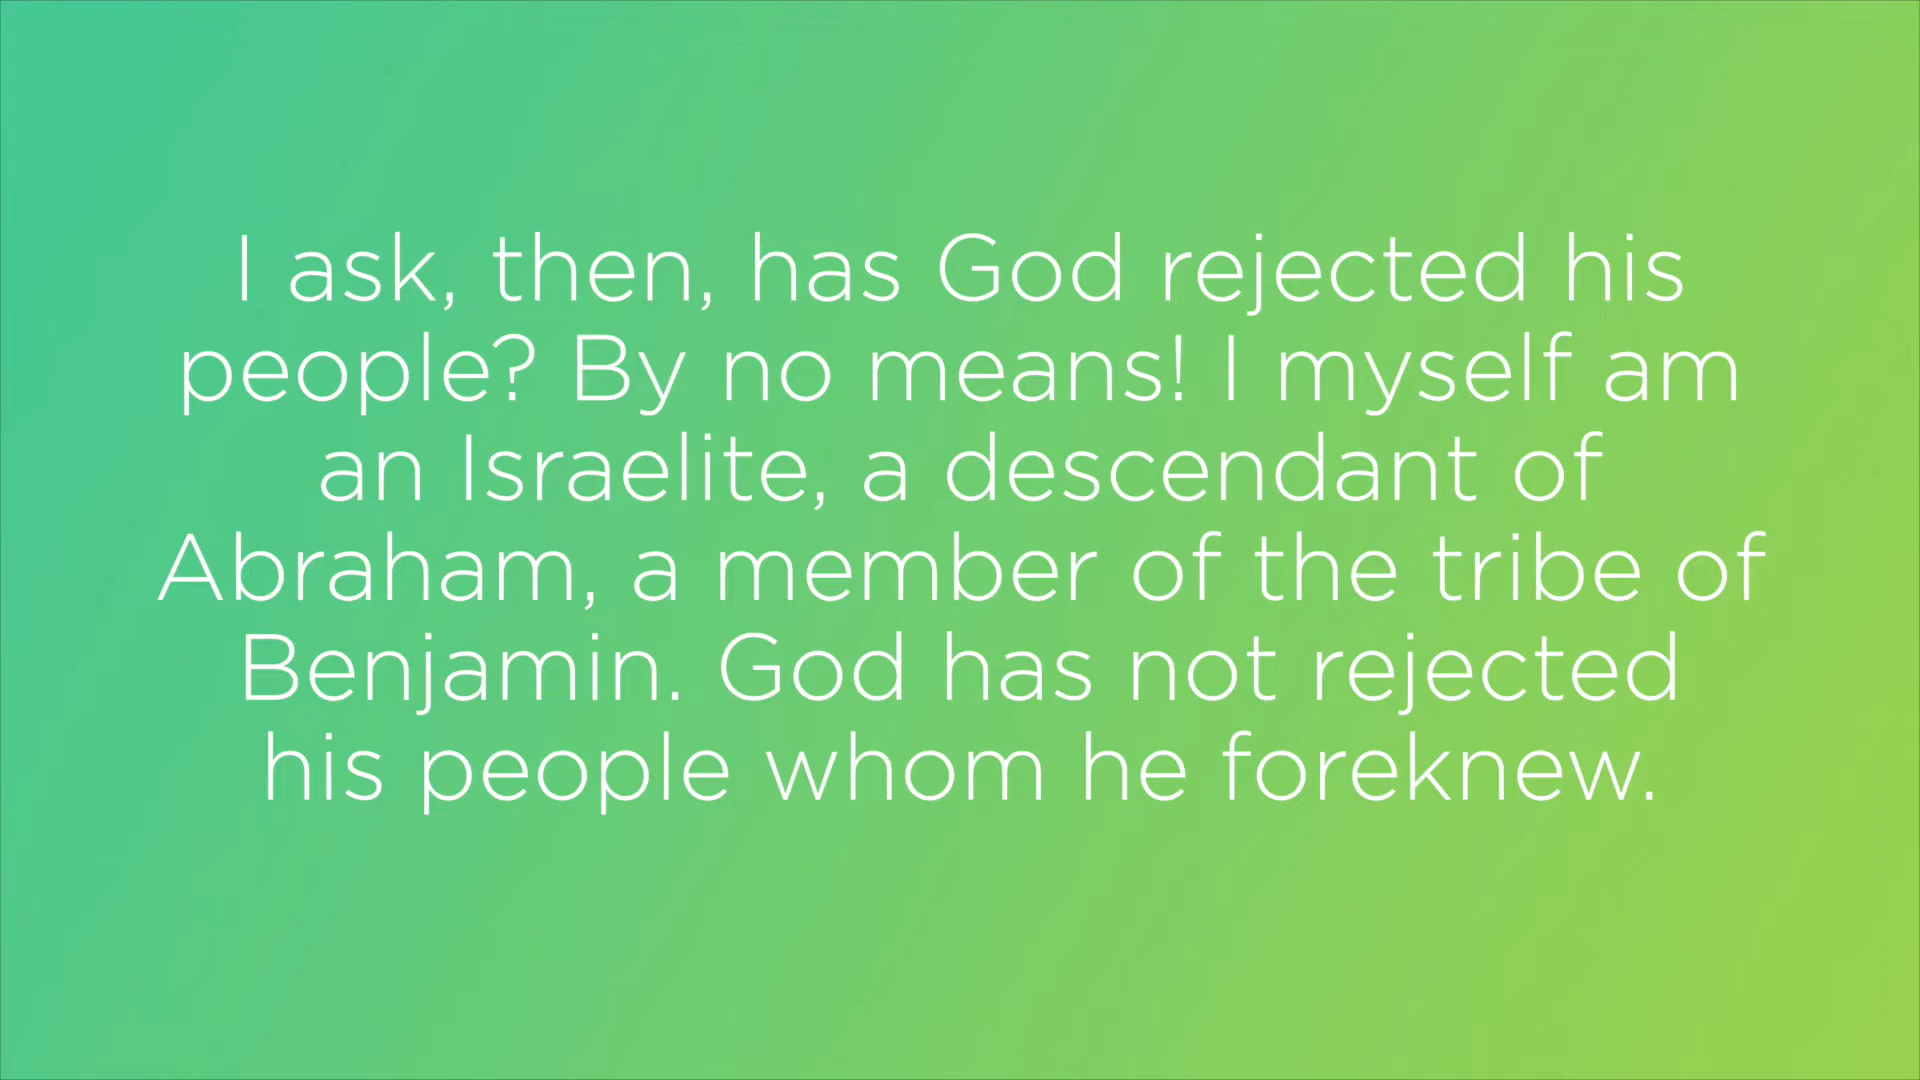 I ask, then, has God rejected his
people? By no means! I myself am
an Israelite, a descendant of
Abraham, a member of the tribe of
Benjamin. God has not rejected
his people whom he foreknew.